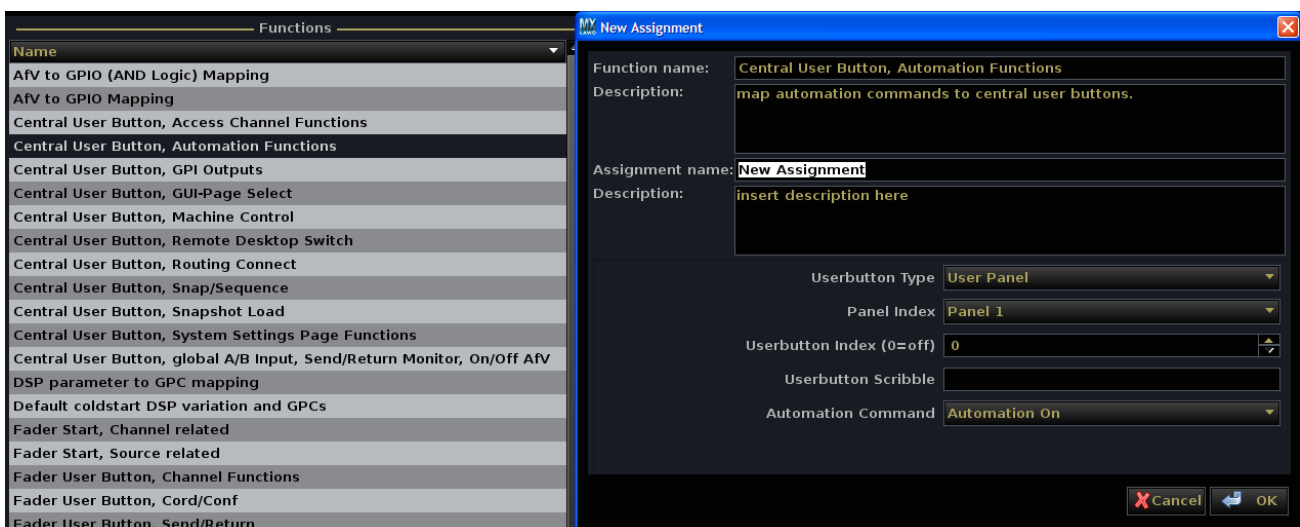 Functions
Name
AfV to GPIO (AND Logic) Mapping
AfV to GPIO Mapping
Central User Button, Access Channel Functions
Central User Button, Automation Functions
Central User Button, GPI Outputs
Central User Button, GUI-Page Select
Central User Button, Machine Control
Central User Button, Remote Desktop Switch
Central User Button, Routing Connect
Central User Button, Snap/Sequence
Central User Button, Snapshot Load
Central User Button, System Settings Page Functions
Central User Button, global A/B Input, Send/Return Monitor, On/Off AfV
DSP parameter to GPC mapping
Default coldstart DSP variation and GPCs
Fader Start, Channel related
Fader Start, Source related
Fader User Button, Channel Functions
Fader User Button, Cord/Conf
Fader User Button, Send/Return
MX LAWO New Assignment
Function name: Central User Button, Automation Functions
Description: map automation commands to central user buttons.
Assignment name: New Assignment
Description: insert description here
Userbutton Type User Panel
Panel Index Panel 1
Userbutton Index (0=off) 0
Userbutton Scribble
Automation Command Automation On
Cancel OK